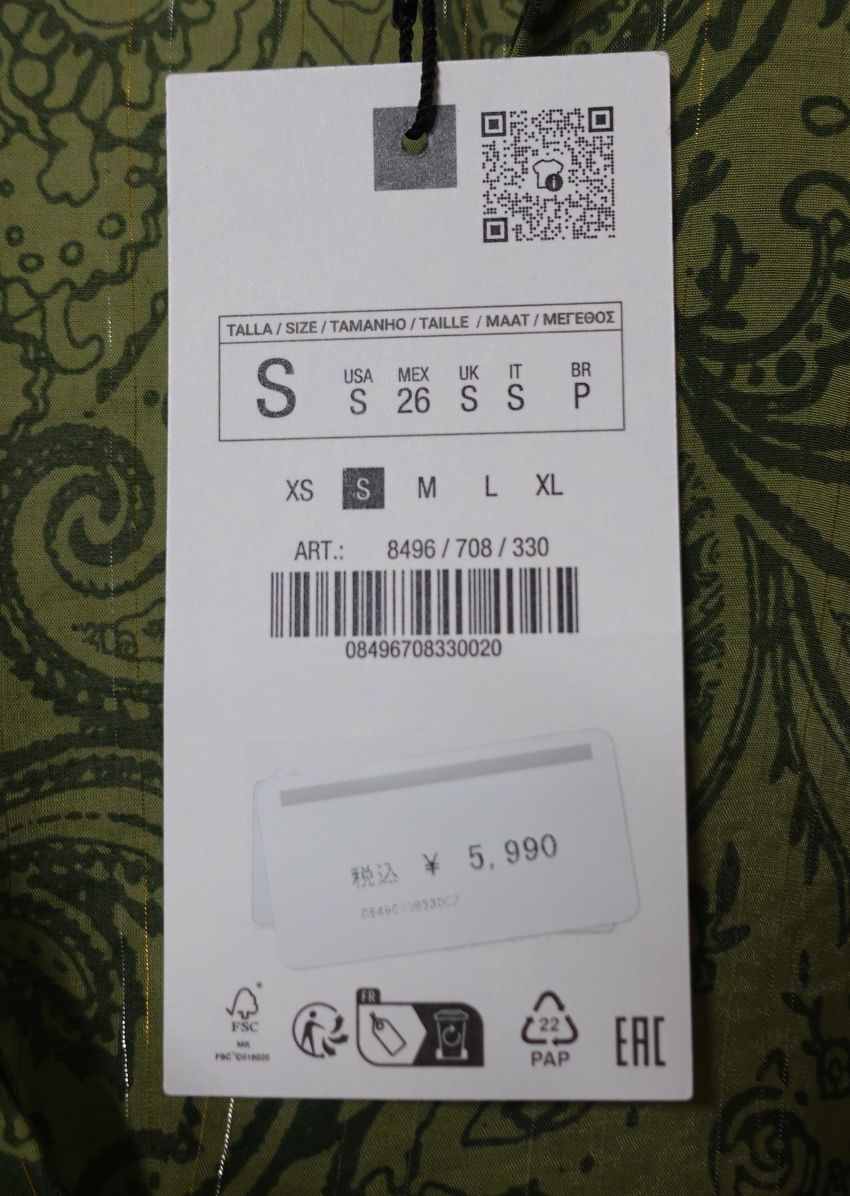 TALLA / SIZE / TAMANHO / TAILLE / MAAT / ΜΕΓΕΘΟΣ
S
USA MEX UK IT BR
S 26 S S P
XS S M L XL
ART.: 8496 / 708 / 330
08496708330020
税込 ¥ 5,990
FR
FSC
MIX
22
PAP
EAC